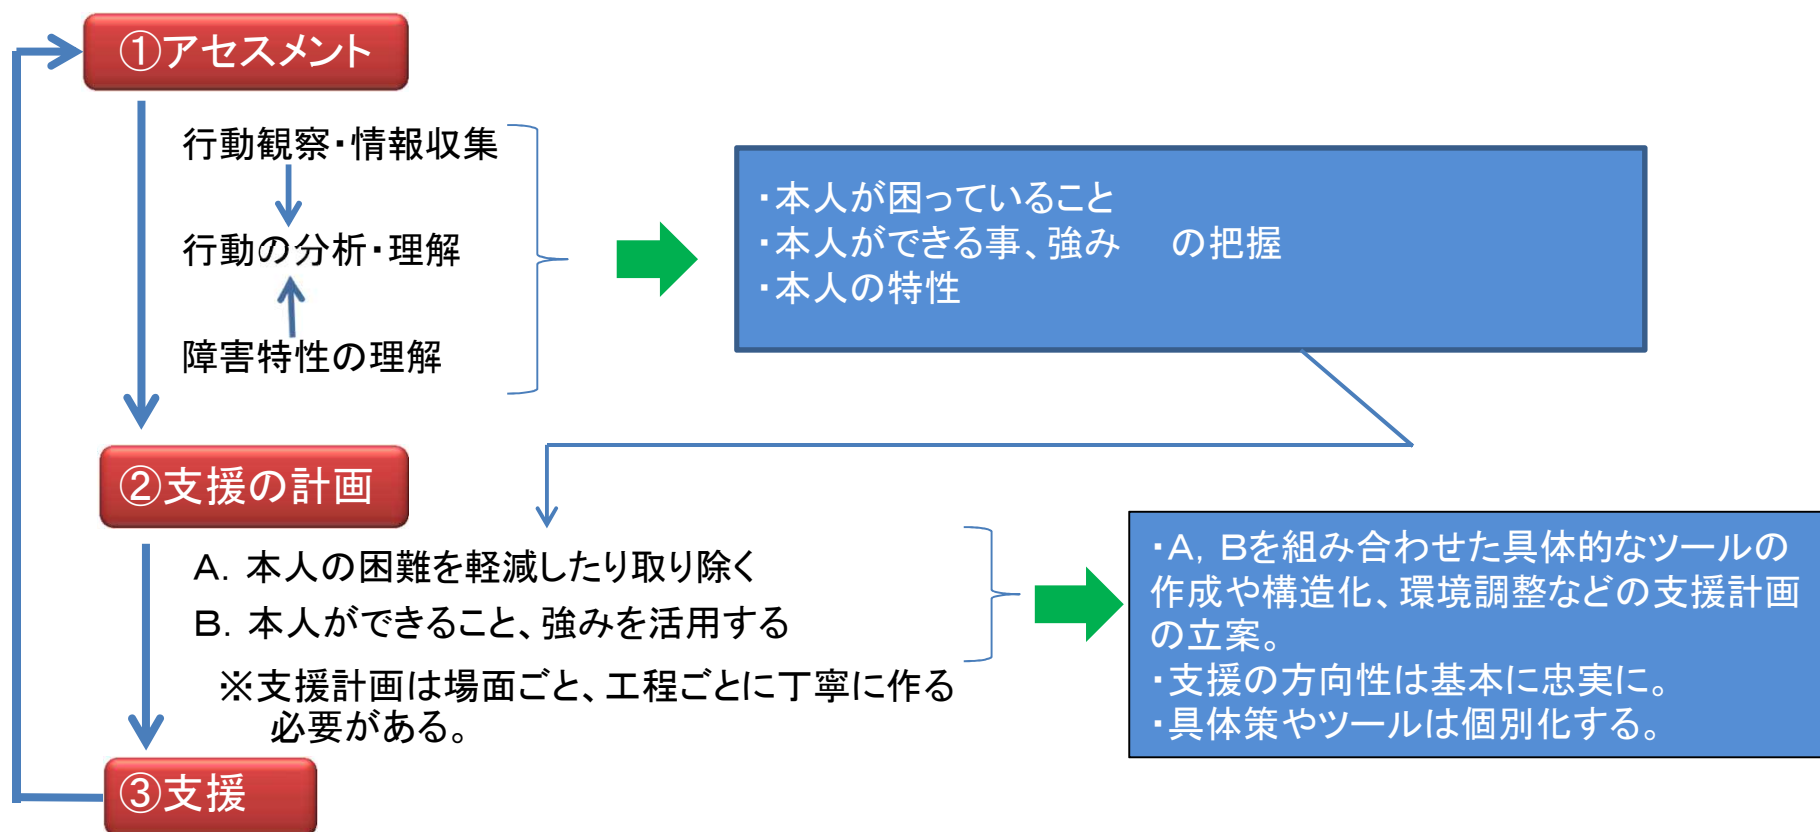 ①アセスメント
行動観察・情報収集
行動の分析・理解
障害特性の理解
・本人が困っていること
・本人ができる事、強み　の把握
・本人の特性
②支援の計画
A．本人の困難を軽減したり取り除く
B．本人ができること、強みを活用する
※支援計画は場面ごと、工程ごとに丁寧に作る
必要がある。
・A，Bを組み合わせた具体的なツールの
作成や構造化、環境調整などの支援計画
の立案。
・支援の方向性は基本に忠実に。
・具体策やツールは個別化する。
③支援